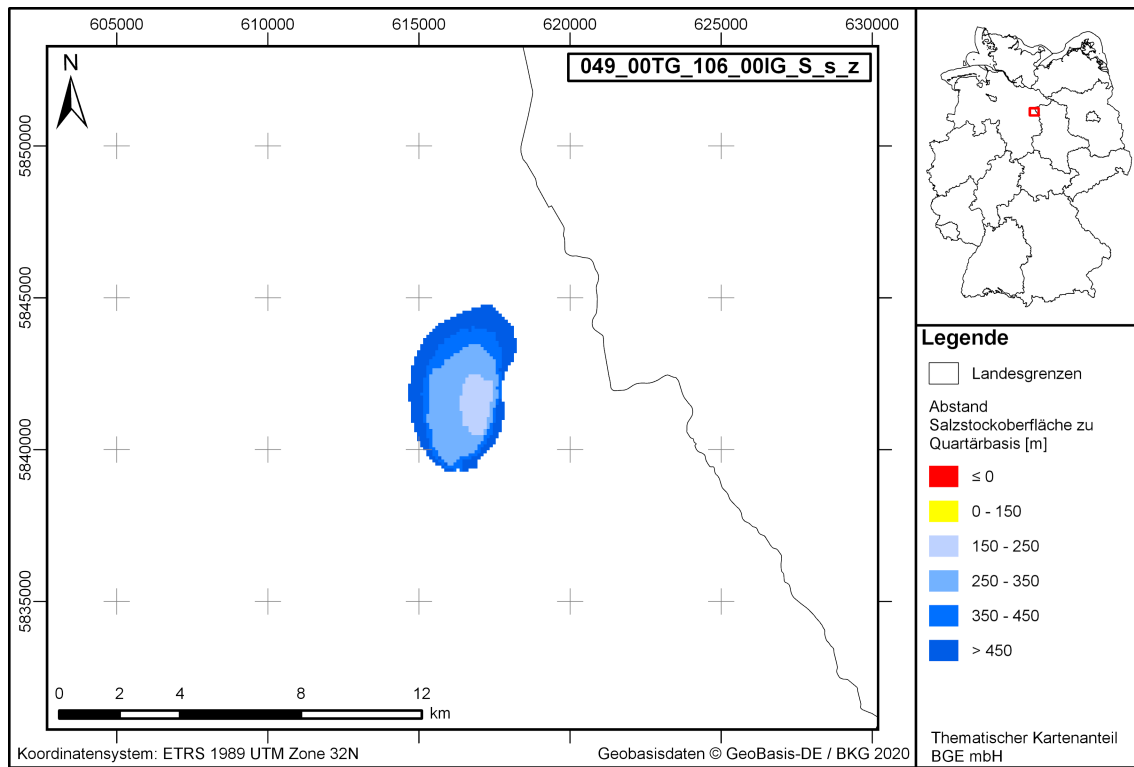 605000 610000 615000 620000 625000 630000
049_00TG_106_00IG_S_s_z
N
5850000
5845000
5840000
5835000
0 2 4 8 12
km
Koordinatensystem: ETRS 1989 UTM Zone 32N
Geobasisdaten © GeoBasis-DE / BKG 2020
Legende
Landesgrenzen
Abstand
Salzstockoberfläche zu
Quartärbasis [m]
≤ 0
0 - 150
150 - 250
250 - 350
350 - 450
> 450
Thematischer Kartenanteil
BGE mbH